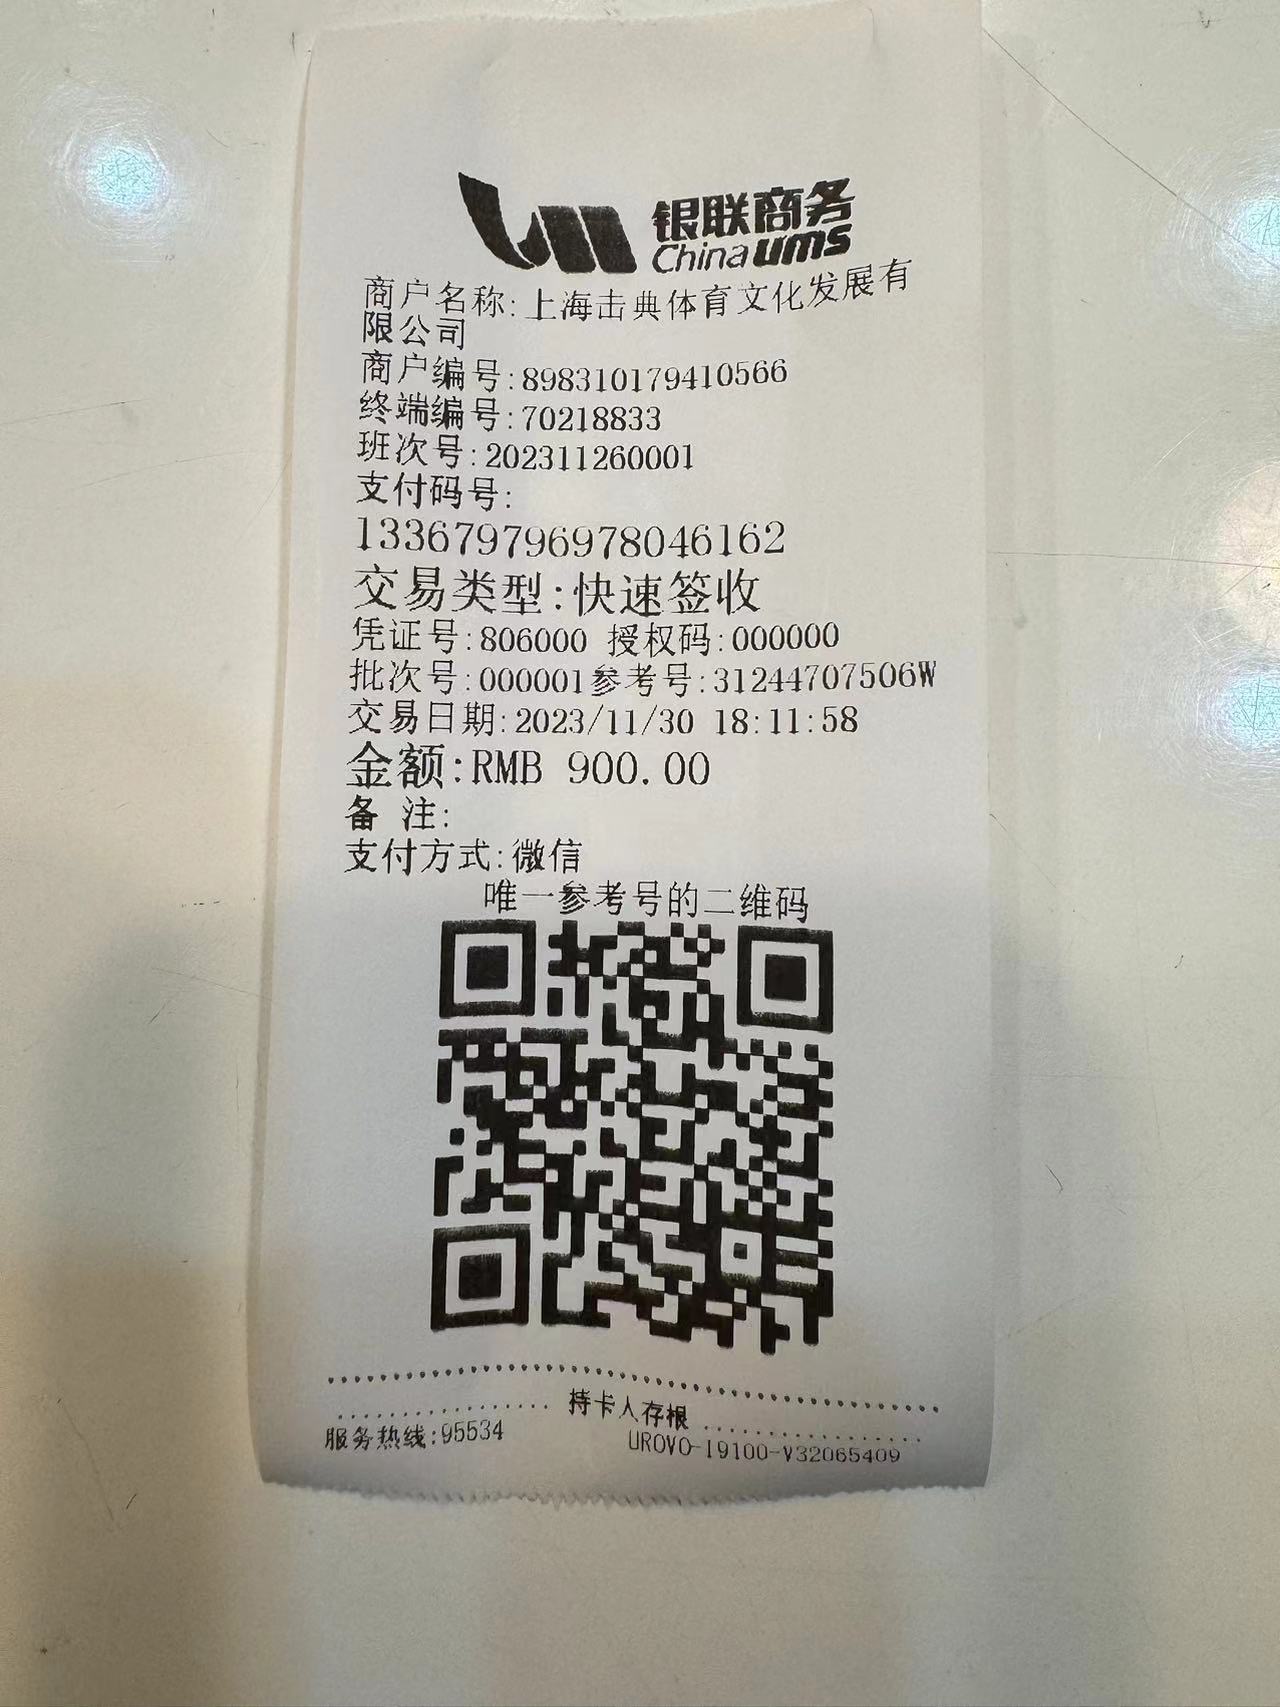 银联商务
China ums
商户名称:上海击典体育文化发展有
限公司
商户编号:898310179410566
终端编号:70218833
班次号:202311260001
支付码号:
133679796978046162
交易类型:快速签收
凭证号:806000 授权码:000000
批次号:000001参考号:31244707506W
交易日期:2023/11/30 18:11:58
金额:RMB 900.00
备 注:
支付方式:微信
唯一参考号的二维码
持卡人存根
服务热线:95534 UROVO-I9100-V32065409